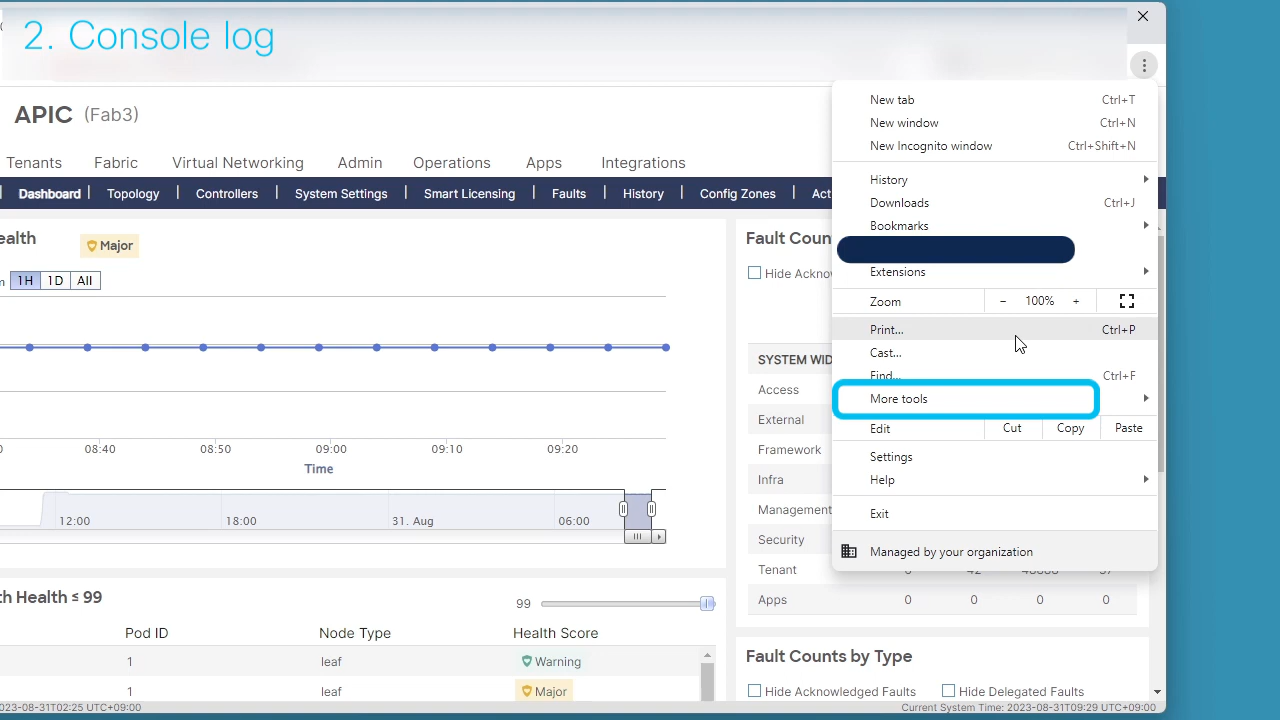 2. Console log
APIC (Fab3)
Tenants Fabric Virtual Networking Admin Operations Apps Integrations
Dashboard Topology Controllers System Settings Smart Licensing Faults History Config Zones Act
ealth Major
1H 1D All
08:40 08:50 09:00 09:10 09:20
Time
12:00 18:00 31. Aug 06:00
th Health ≤ 99
99
Pod ID Node Type Health Score
1 leaf Warning
1 leaf Major
Fault Coun
Hide Ackno
SYSTEM WID
Access
External
Framework
Infra
Management
Security
Tenant
Apps 0 0 0 0
Fault Counts by Type
Hide Acknowledged Faults Hide Delegated Faults
New tab Ctrl+T
New window Ctrl+N
New Incognito window Ctrl+Shift+N
History
Downloads Ctrl+J
Bookmarks
Extensions
Zoom − 100% +
Print... Ctrl+P
Cast...
Find... Ctrl+F
More tools
Edit Cut Copy Paste
Settings
Help
Exit
Managed by your organization
023-08-31T02:25 UTC+09:00
Current System Time: 2023-08-31T09:29 UTC+09:00